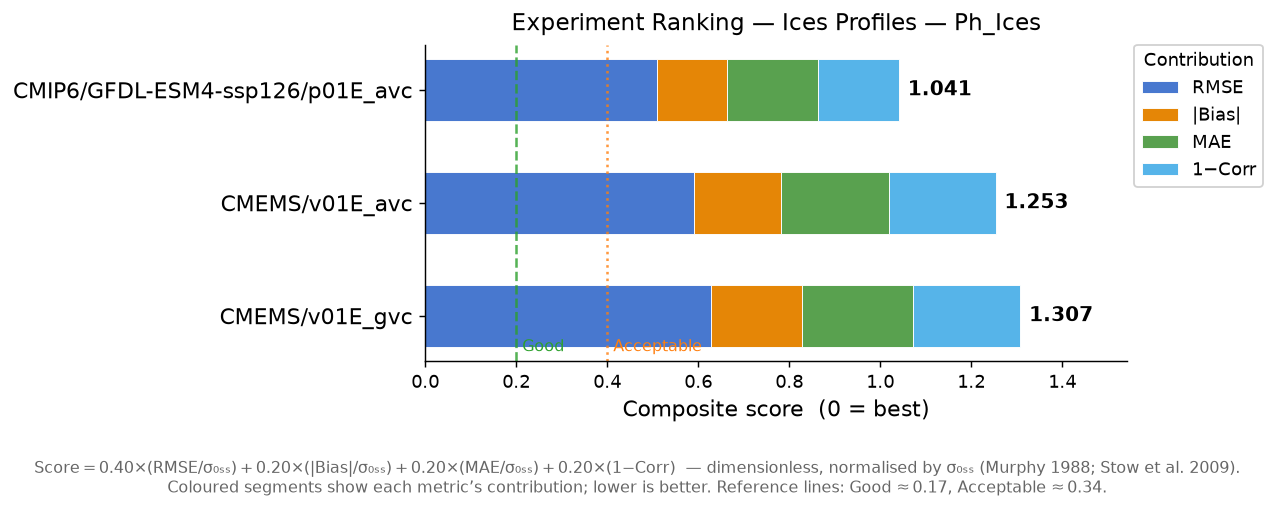 Experiment Ranking — Ices Profiles — Ph_Ices
CMIP6/GFDL-ESM4-ssp126/p01E_avc
1.041
CMEMS/v01E_avc
1.253
CMEMS/v01E_gvc
1.307
Good
Acceptable
0.0 0.2 0.4 0.6 0.8 1.0 1.2 1.4
Composite score (0 = best)
Contribution
RMSE
|Bias|
MAE
1−Corr
Score = 0.40×(RMSE/σ₀ₛₛ) + 0.20×(|Bias|/σ₀ₛₛ) + 0.20×(MAE/σ₀ₛₛ) + 0.20×(1−Corr) — dimensionless, normalised by σ₀ₛₛ (Murphy 1988; Stow et al. 2009).
Coloured segments show each metric’s contribution; lower is better. Reference lines: Good ≈ 0.17, Acceptable ≈ 0.34.